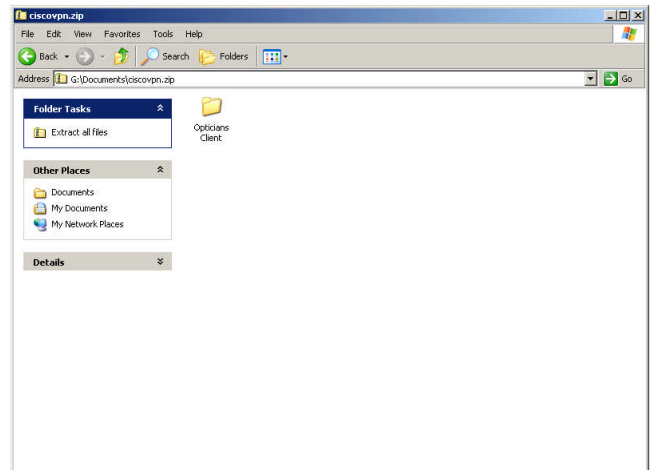 ciscovpn.zip
File Edit View Favorites Tools Help
Back Search Folders
Address G:\Documents\ciscovpn.zip Go
Folder Tasks
Extract all files
Opticians
Client
Other Places
Documents
My Documents
My Network Places
Details